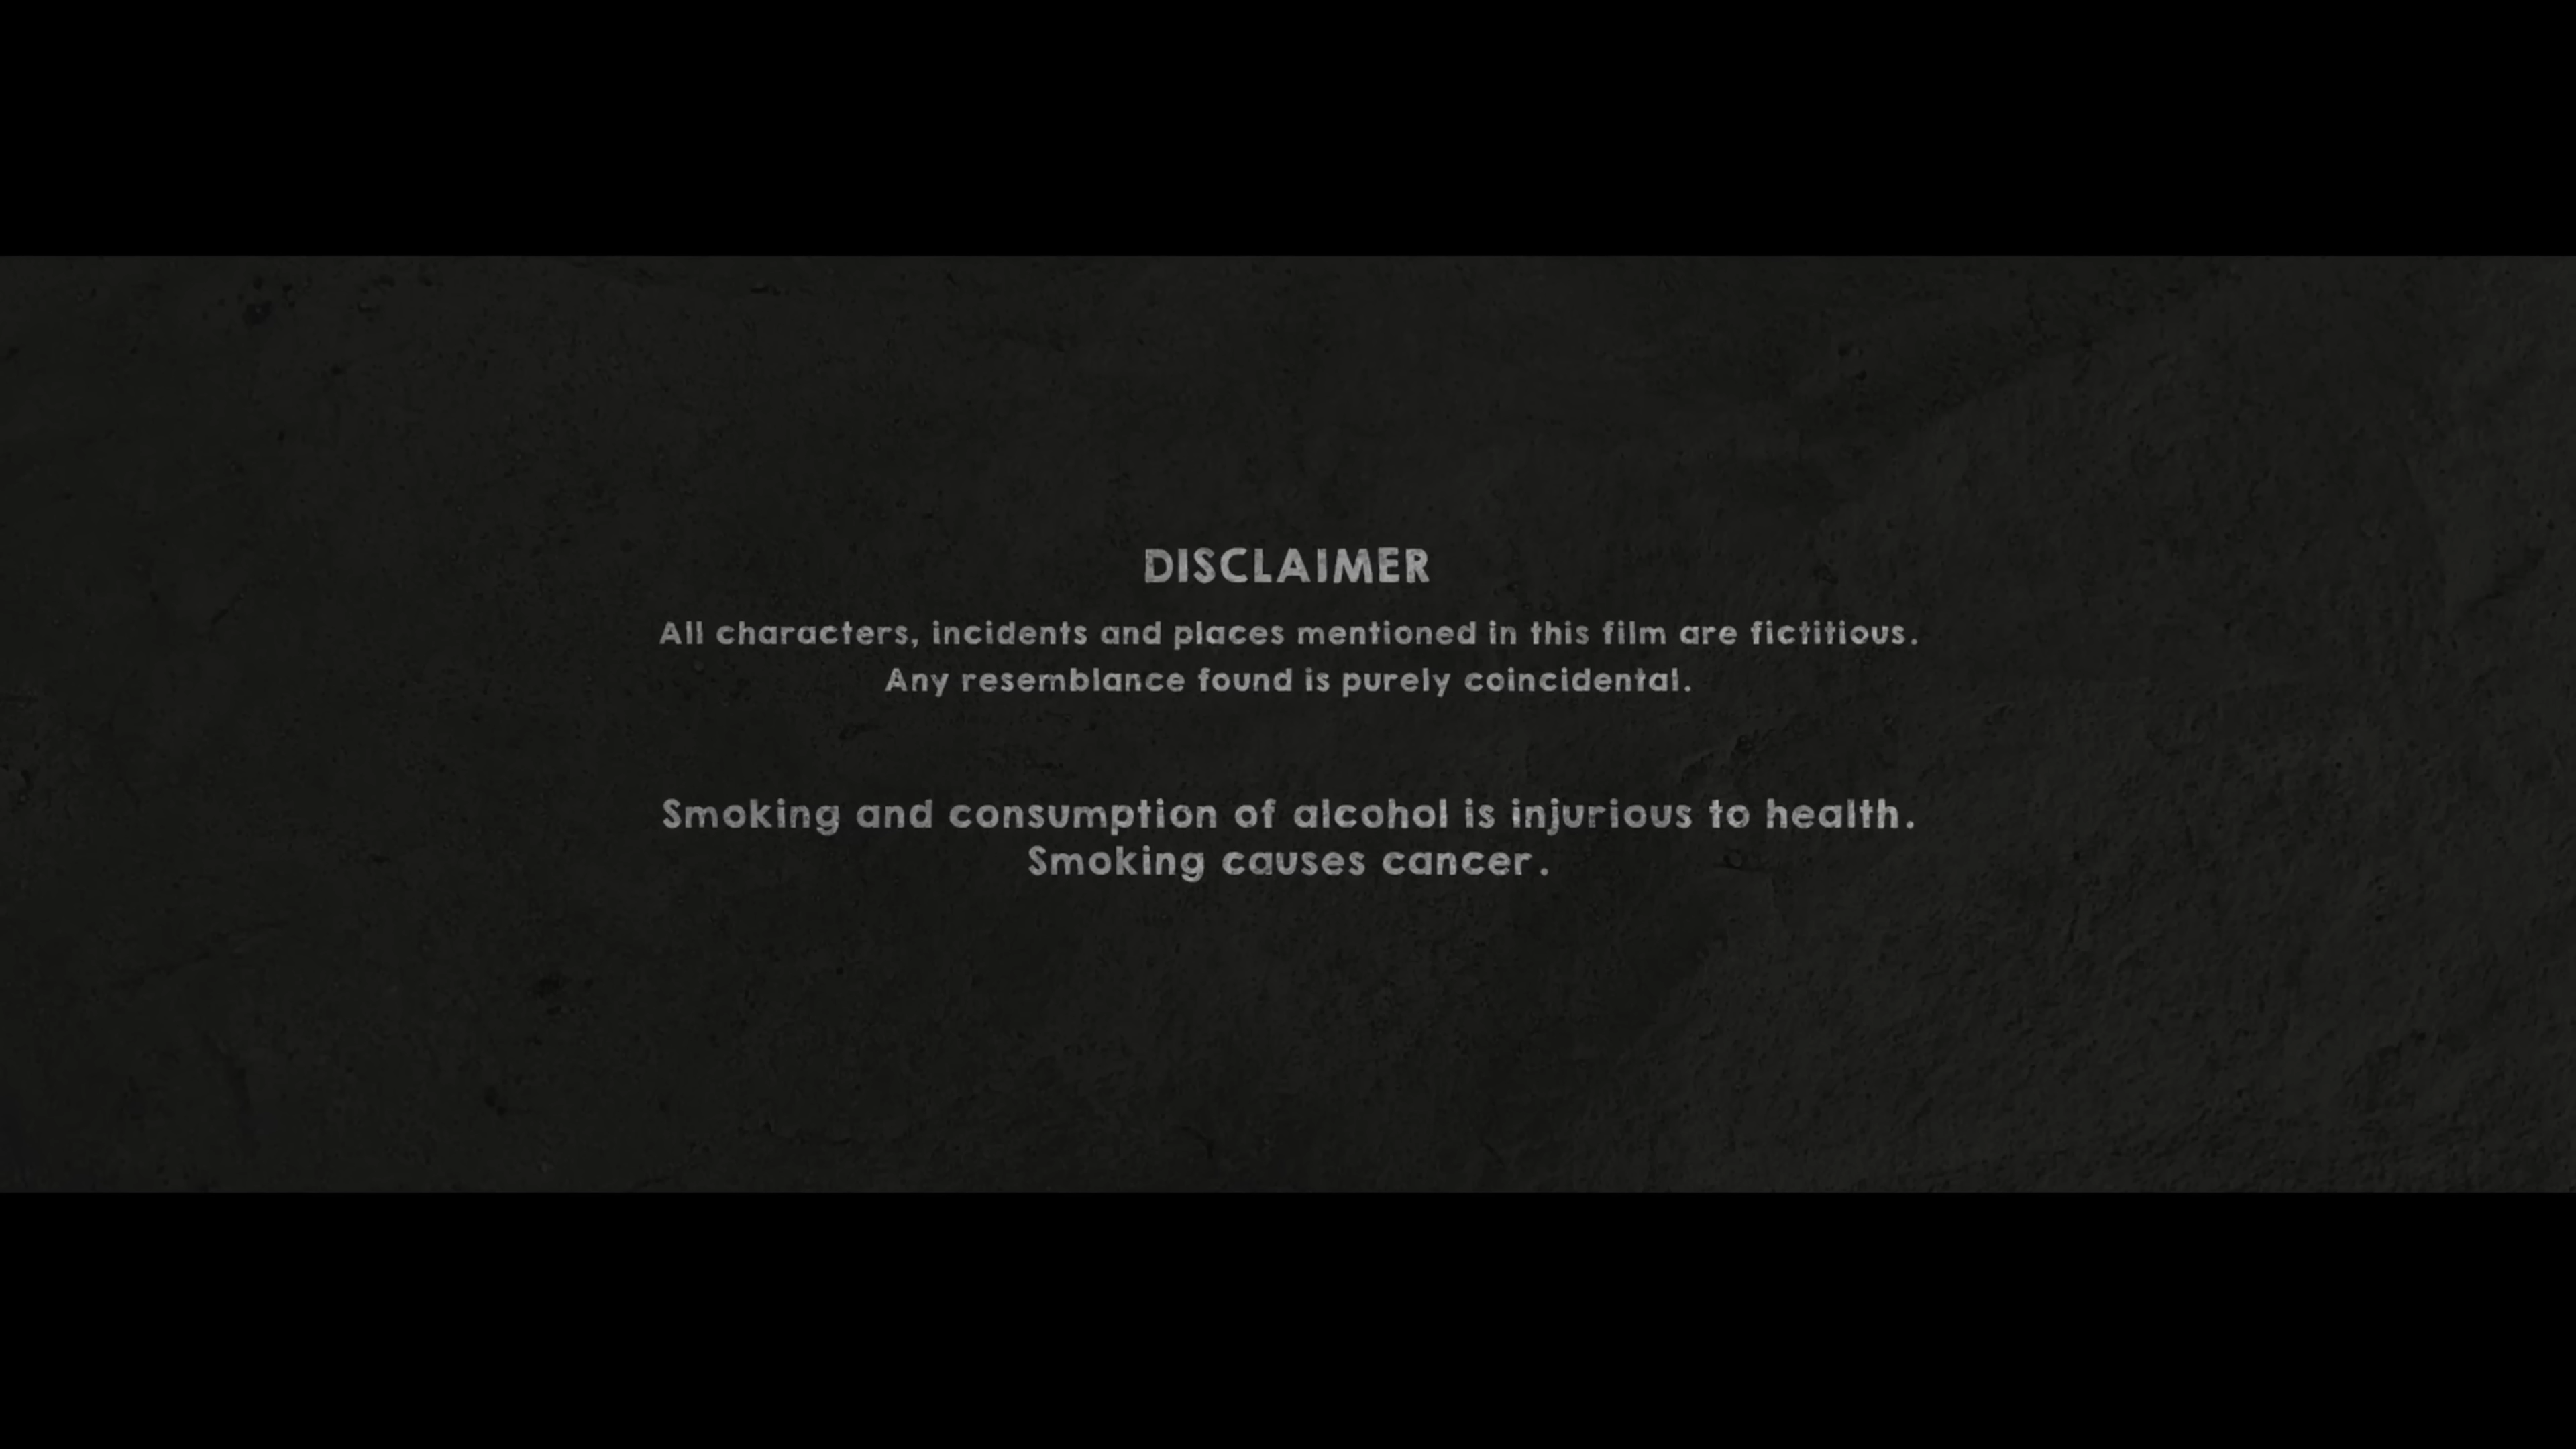 DISCLAIMER
All characters, incidents and places mentioned in this film are fictitious.
Any resemblance found is purely coincidental.
Smoking and consumption of alcohol is injurious to health.
Smoking causes cancer.